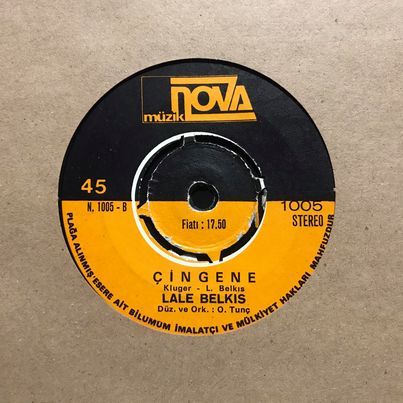 NOVA
müzik
45
1005
N. 1005 - B
STEREO
Fiatı : 17.50
ÇİNGENE
Kluger - L. Belkıs
LALE BELKIS
Düz. ve Ork. : O. Tunç
PLAĞA ALINMIŞ ESERE AİT BİLUMUM İMALATÇI VE MÜLKİYET HAKLARI MAHFUZDUR